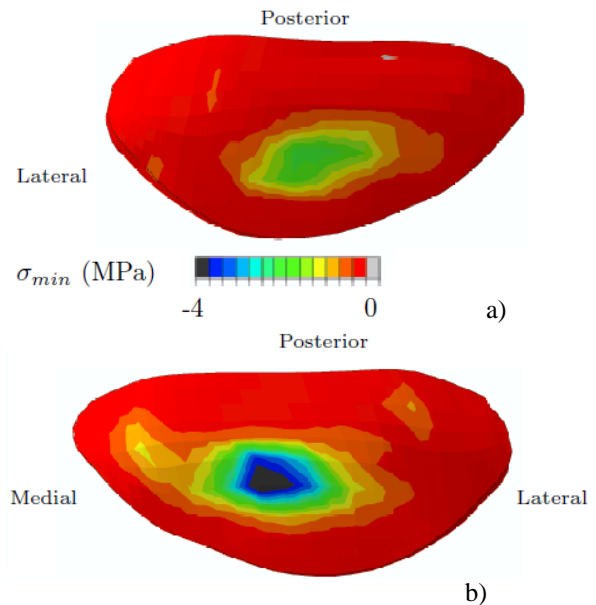 Posterior
Lateral
σmin (MPa)
-4 0
a)
Posterior
Medial Lateral
b)